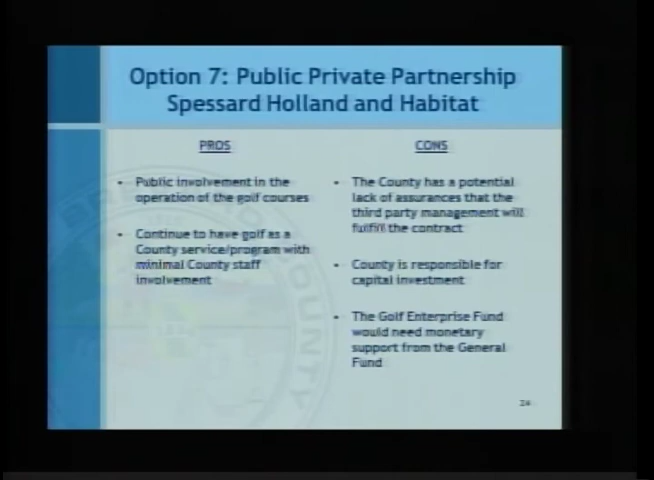 Option 7: Public Private Partnership
Spessard Holland and Habitat
PROS
• Public involvement in the
operation of the golf courses
• Continue to have golf as a
County service/program with
minimal County staff
involvement
CONS
• The County has a potential
lack of assurances that the
third party management will
fulfill the contract
• County is responsible for
capital investment
• The Golf Enterprise Fund
would need monetary
support from the General
Fund
24
BREVARD COUNTY